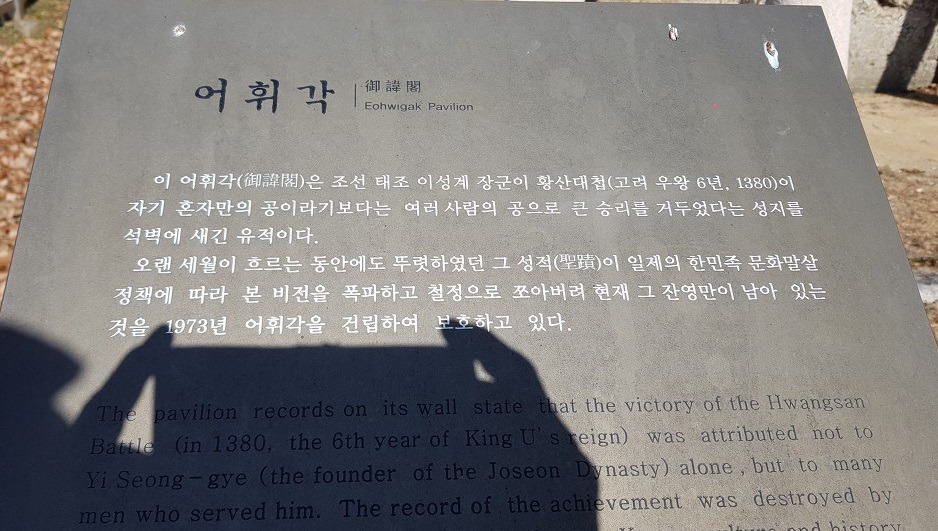 어휘각
御諱閣
Eohwigak Pavilion
이 어휘각(御諱閣)은 조선 태조 이성계 장군이 황산대첩(고려 우왕 6년, 1380)이
자기 혼자만의 공이라기보다는 여러 사람의 공으로 큰 승리를 거두었다는 성지를
석벽에 새긴 유적이다.
오랜 세월이 흐르는 동안에도 뚜렷하였던 그 성적(聖蹟)이 일제의 한민족 문화말살
정책에 따라 본 비전을 폭파하고 철정으로 쪼아버려 현재 그 잔영만이 남아 있는
것을 1973년 어휘각을 건립하여 보호하고 있다.
The pavilion records on its wall state that the victory of the Hwangsan
Battle (in 1380, the 6th year of King U's reign) was attributed not to
Yi Seong-gye (the founder of the Joseon Dynasty) alone, but to many
men who served him. The record of the achievement was destroyed by
culture and history